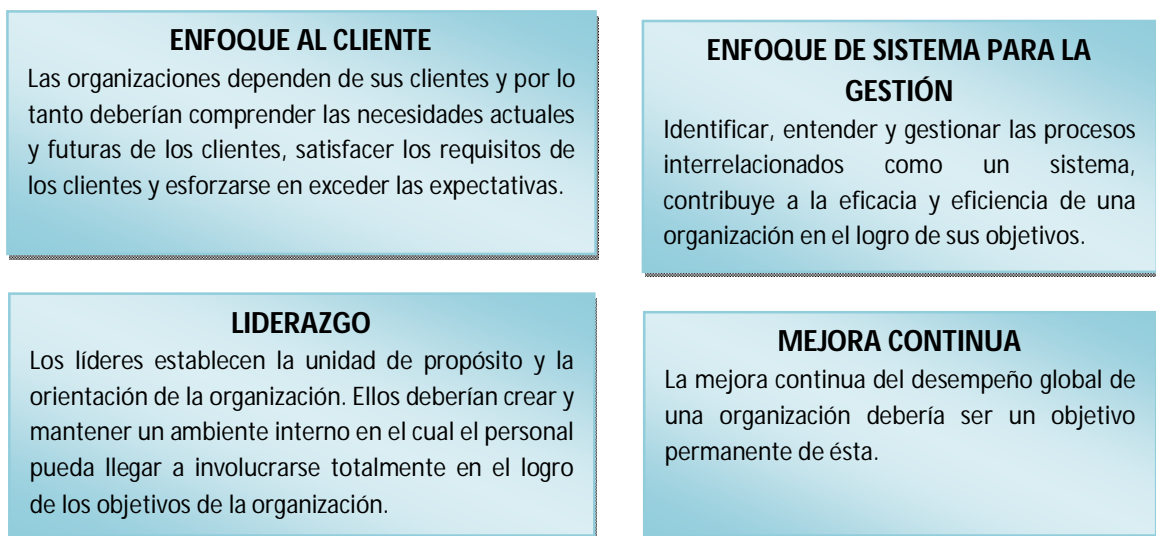 ENFOQUE AL CLIENTE
Las organizaciones dependen de sus clientes y por lo
tanto deberían comprender las necesidades actuales
y futuras de los clientes, satisfacer los requisitos de
los clientes y esforzarse en exceder las expectativas.
ENFOQUE DE SISTEMA PARA LA
GESTIÓN
Identificar, entender y gestionar las procesos
interrelacionados como un sistema,
contribuye a la eficacia y eficiencia de una
organización en el logro de sus objetivos.
LIDERAZGO
Los líderes establecen la unidad de propósito y la
orientación de la organización. Ellos deberían crear y
mantener un ambiente interno en el cual el personal
pueda llegar a involucrarse totalmente en el logro
de los objetivos de la organización.
MEJORA CONTINUA
La mejora continua del desempeño global de
una organización debería ser un objetivo
permanente de ésta.